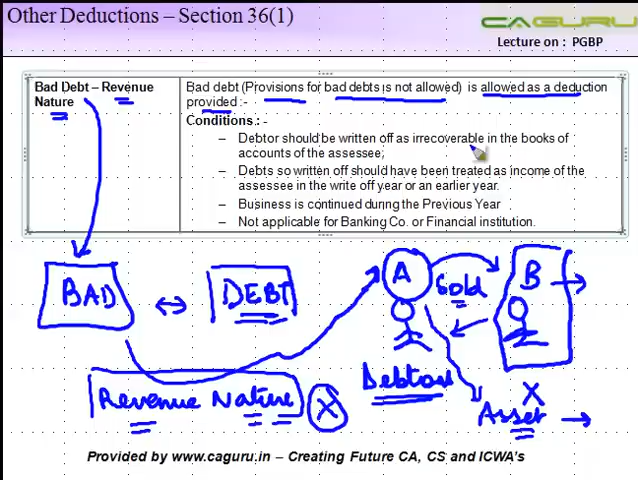 Other Deductions – Section 36(1)
CAGURU
Lecture on : PGBP
Bad Debt – Revenue
Nature
Bad debt (Provisions for bad debts is not allowed) is allowed as a deduction
provided :-
Conditions : -
– Debtor should be written off as irrecoverable in the books of
accounts of the assessee;
– Debts so written off should have been treated as income of the
assessee in the write off year or an earlier year.
– Business is continued during the Previous Year
– Not applicable for Banking Co. or Financial institution.
BAD ↔ DEBT
A
Sold
B
Debtors
Revenue Nature X
X
Asset
Provided by www.caguru.in – Creating Future CA, CS and ICWA's